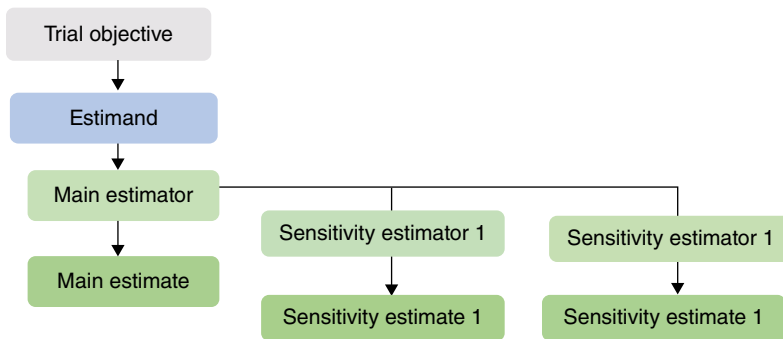 Trial objective
Estimand
Main estimator
Sensitivity estimator 1
Sensitivity estimator 1
Main estimate
Sensitivity estimate 1
Sensitivity estimate 1